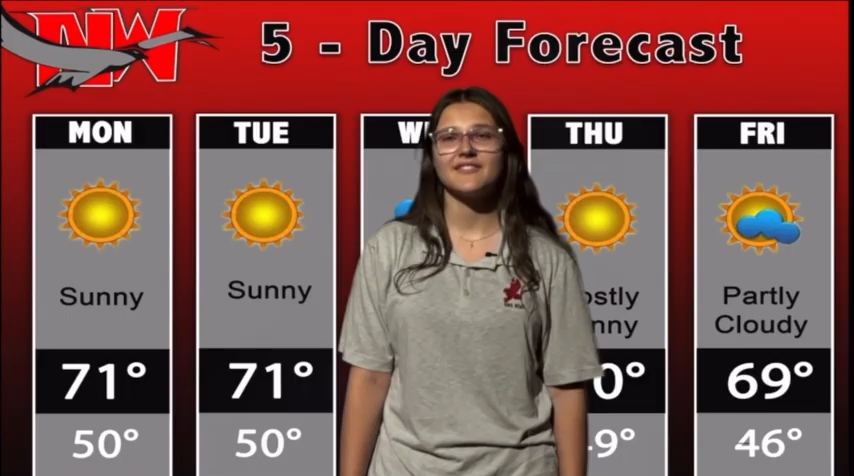 NW
5 - Day Forecast
MON
TUE
THU
FRI
Sunny
Sunny
Partly
Cloudy
71°
71°
69°
50°
50°
46°